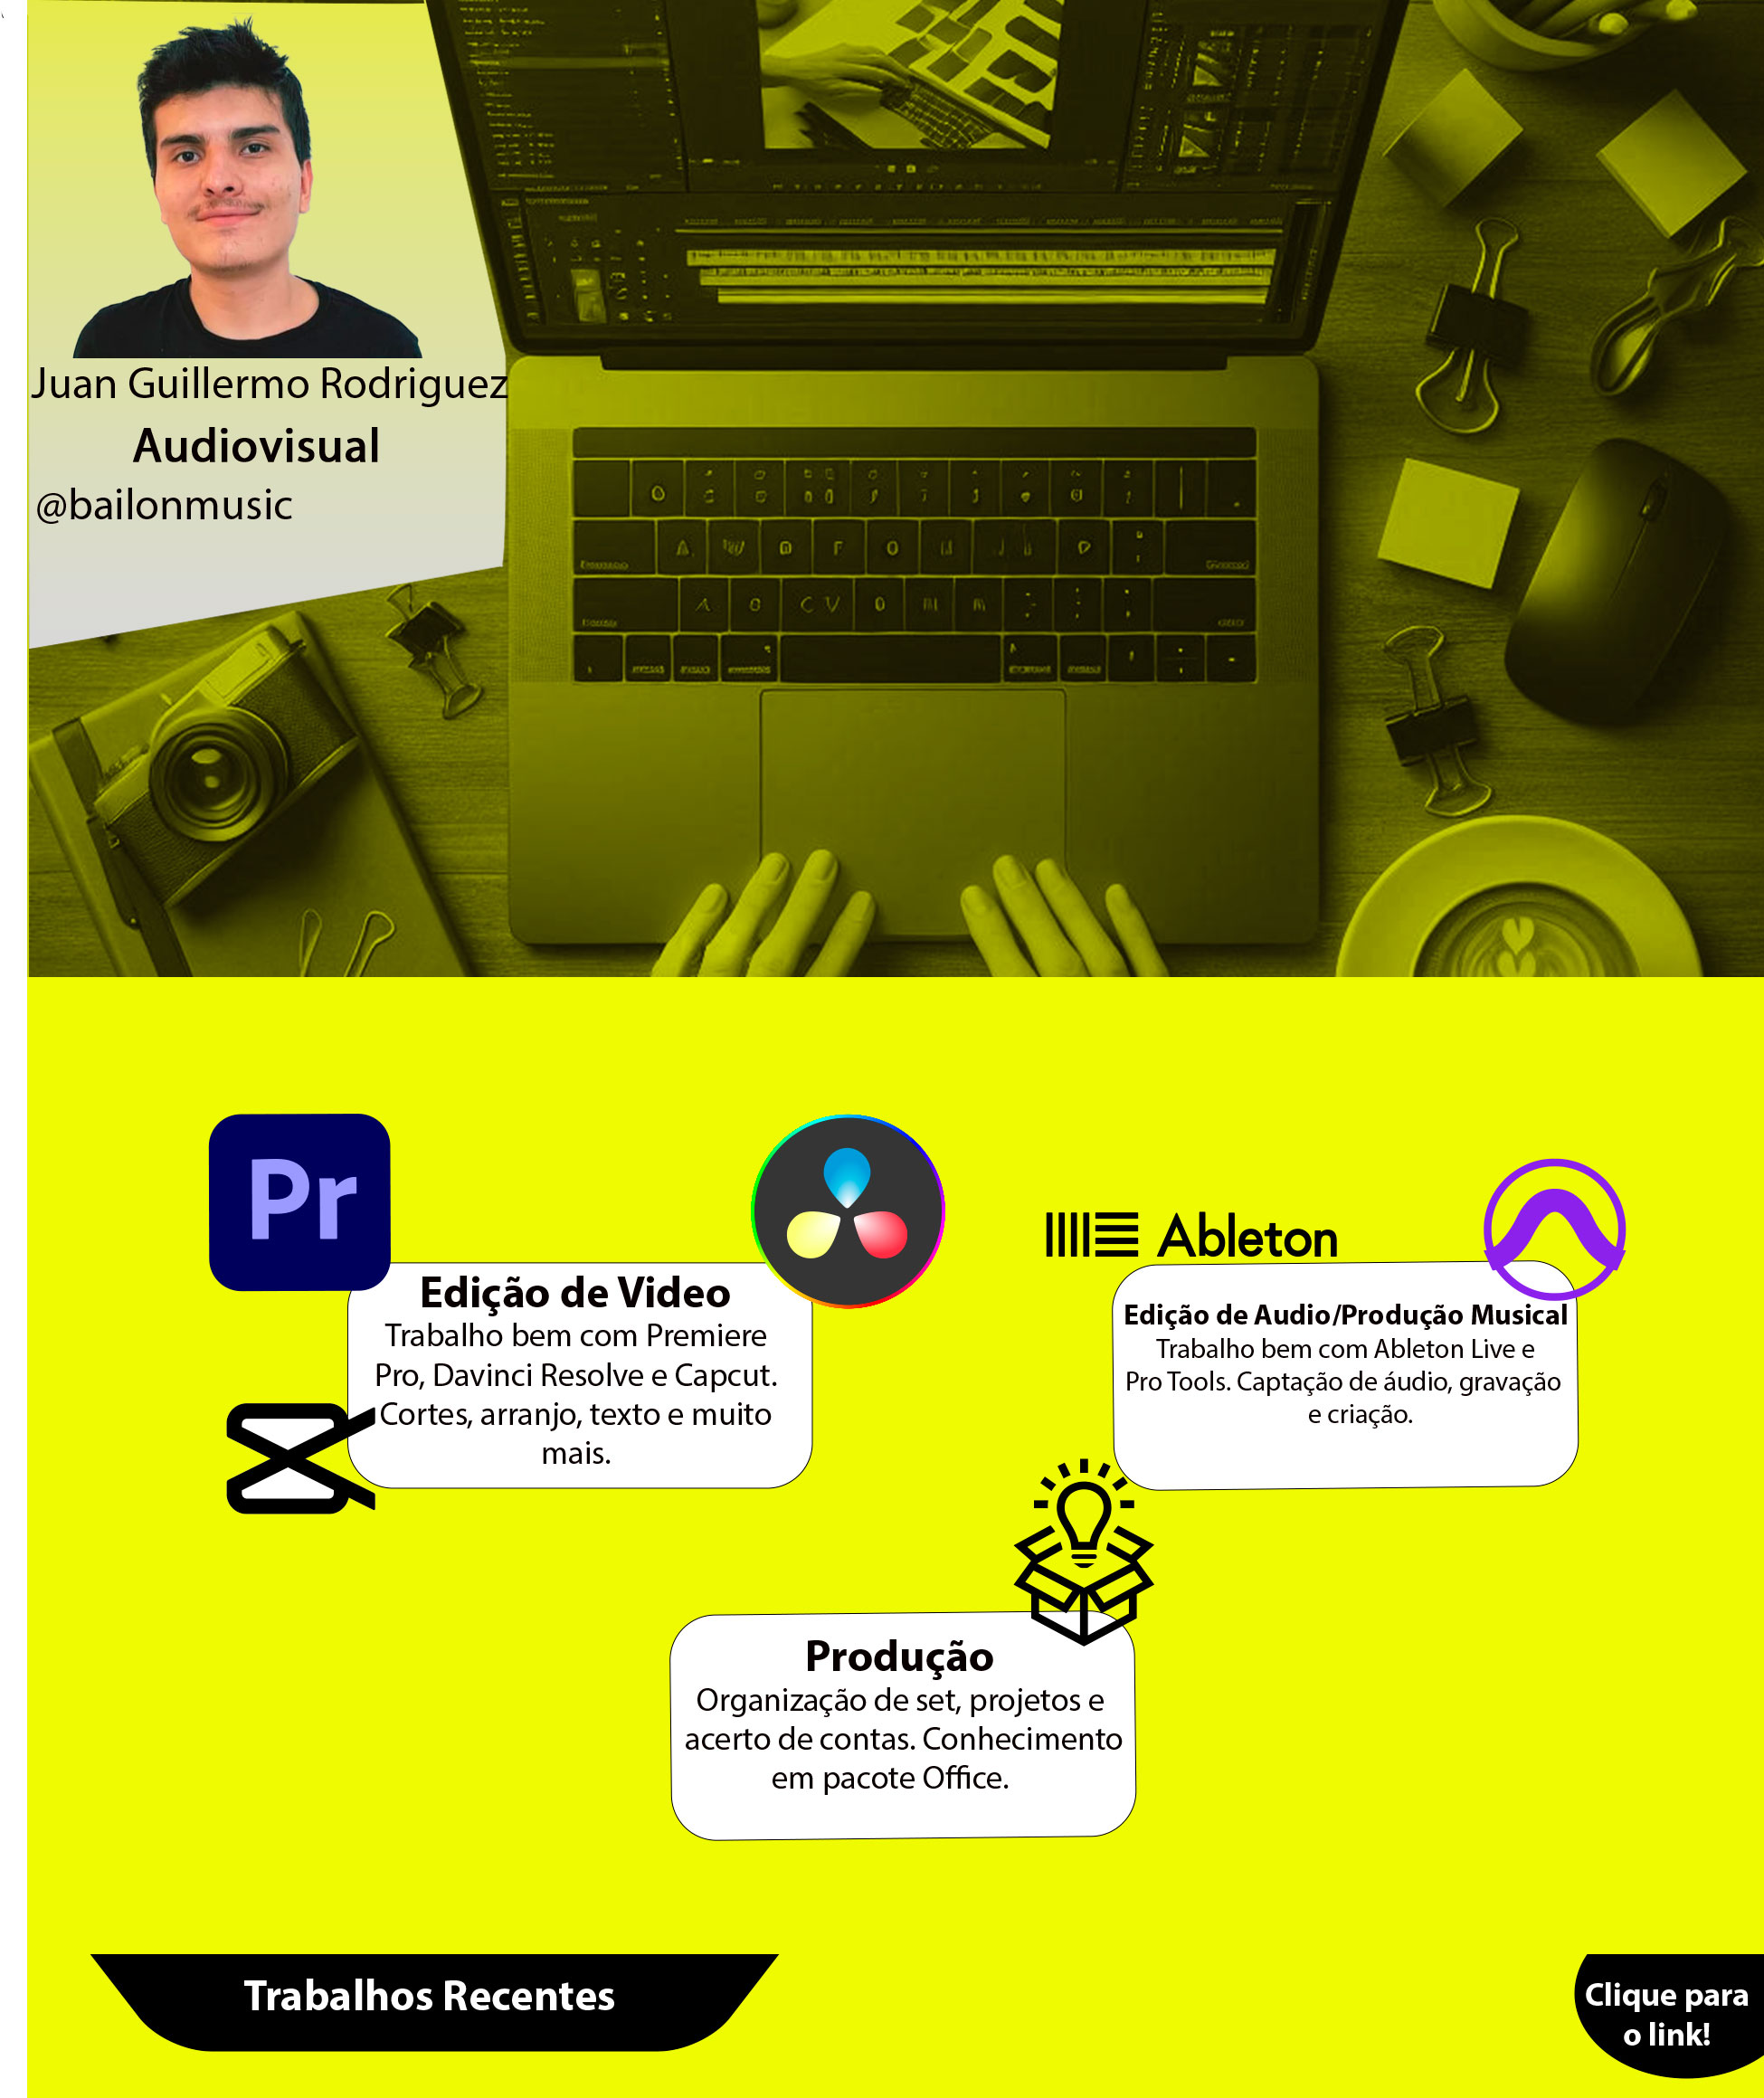 Juan Guillermo Rodriguez
Audiovisual
@bailonmusic
Pr
Ableton
Edição de Video
Trabalho bem com Premiere
Pro, Davinci Resolve e Capcut.
Cortes, arranjo, texto e muito
mais.
Edição de Audio/Produção Musical
Trabalho bem com Ableton Live e
Pro Tools. Captação de áudio, gravação
e criação.
Produção
Organização de set, projetos e
acerto de contas. Conhecimento
em pacote Office.
Trabalhos Recentes
Clique para
o link!